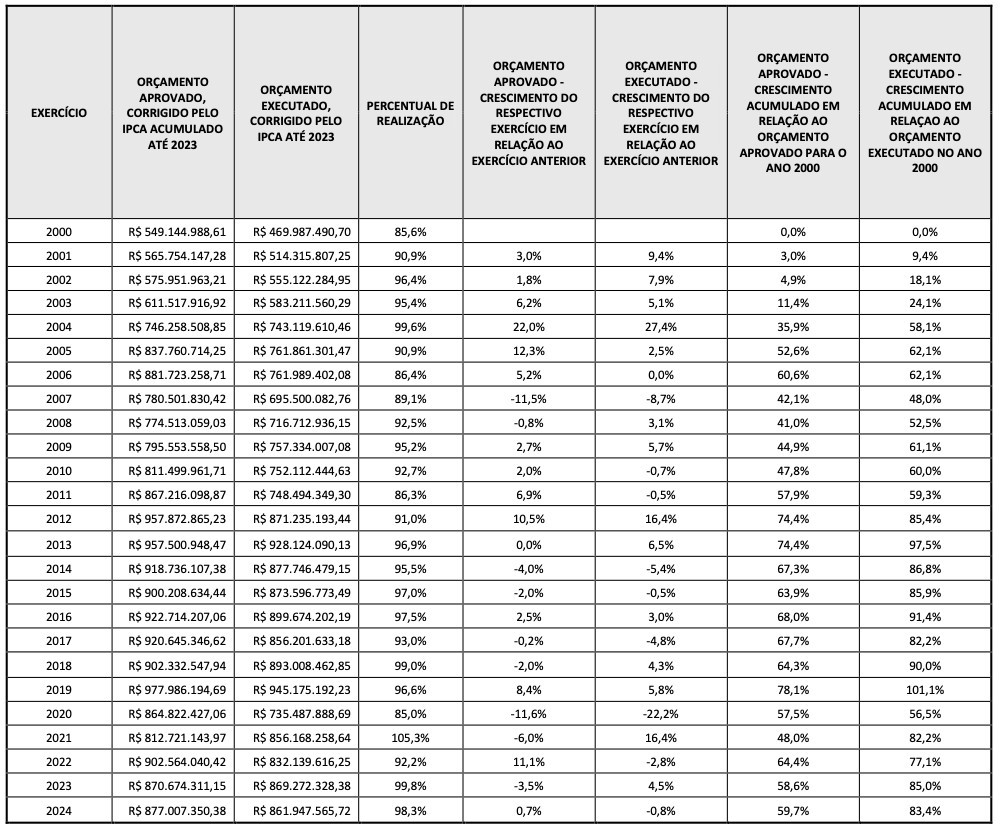 EXERCÍCIO
ORÇAMENTO
APROVADO,
CORRIGIDO PELO
IPCA ACUMULADO
ATÉ 2023
ORÇAMENTO
EXECUTADO,
CORRIGIDO PELO
IPCA ATÉ 2023
PERCENTUAL DE
REALIZAÇÃO
ORÇAMENTO
APROVADO -
CRESCIMENTO DO
RESPECTIVO
EXERCÍCIO EM
RELAÇÃO AO
EXERCÍCIO ANTERIOR
ORÇAMENTO
EXECUTADO -
CRESCIMENTO DO
RESPECTIVO
EXERCÍCIO EM
RELAÇÃO AO
EXERCÍCIO ANTERIOR
ORÇAMENTO
APROVADO -
CRESCIMENTO
ACUMULADO EM
RELAÇÃO AO
ORÇAMENTO
APROVADO PARA O
ANO 2000
ORÇAMENTO
EXECUTADO -
CRESCIMENTO
ACUMULADO EM
RELAÇAO AO
ORÇAMENTO
EXECUTADO NO ANO
2000
2000 R$ 549.144.988,61 R$ 469.987.490,70 85,6% 0,0% 0,0%
2001 R$ 565.754.147,28 R$ 514.315.807,25 90,9% 3,0% 9,4% 3,0% 9,4%
2002 R$ 575.951.963,21 R$ 555.122.284,95 96,4% 1,8% 7,9% 4,9% 18,1%
2003 R$ 611.517.916,92 R$ 583.211.560,29 95,4% 6,2% 5,1% 11,4% 24,1%
2004 R$ 746.258.508,85 R$ 743.119.610,46 99,6% 22,0% 27,4% 35,9% 58,1%
2005 R$ 837.760.714,25 R$ 761.861.301,47 90,9% 12,3% 2,5% 52,6% 62,1%
2006 R$ 881.723.258,71 R$ 761.989.402,08 86,4% 5,2% 0,0% 60,6% 62,1%
2007 R$ 780.501.830,42 R$ 695.500.082,76 89,1% -11,5% -8,7% 42,1% 48,0%
2008 R$ 774.513.059,03 R$ 716.712.936,15 92,5% -0,8% 3,1% 41,0% 52,5%
2009 R$ 795.553.558,50 R$ 757.334.007,08 95,2% 2,7% 5,7% 44,9% 61,1%
2010 R$ 811.499.961,71 R$ 752.112.444,63 92,7% 2,0% -0,7% 47,8% 60,0%
2011 R$ 867.216.098,87 R$ 748.494.349,30 86,3% 6,9% -0,5% 57,9% 59,3%
2012 R$ 957.872.865,23 R$ 871.235.193,44 91,0% 10,5% 16,4% 74,4% 85,4%
2013 R$ 957.500.948,47 R$ 928.124.090,13 96,9% 0,0% 6,5% 74,4% 97,5%
2014 R$ 918.736.107,38 R$ 877.746.479,15 95,5% -4,0% -5,4% 67,3% 86,8%
2015 R$ 900.208.634,44 R$ 873.596.773,49 97,0% -2,0% -0,5% 63,9% 85,9%
2016 R$ 922.714.207,06 R$ 899.674.202,19 97,5% 2,5% 3,0% 68,0% 91,4%
2017 R$ 920.645.346,62 R$ 856.201.633,18 93,0% -0,2% -4,8% 67,7% 82,2%
2018 R$ 902.332.547,94 R$ 893.008.462,85 99,0% -2,0% 4,3% 64,3% 90,0%
2019 R$ 977.986.194,69 R$ 945.175.192,23 96,6% 8,4% 5,8% 78,1% 101,1%
2020 R$ 864.822.427,06 R$ 735.487.888,69 85,0% -11,6% -22,2% 57,5% 56,5%
2021 R$ 812.721.143,97 R$ 856.168.258,64 105,3% -6,0% 16,4% 48,0% 82,2%
2022 R$ 902.564.040,42 R$ 832.139.616,25 92,2% 11,1% -2,8% 64,4% 77,1%
2023 R$ 870.674.311,15 R$ 869.272.328,38 99,8% -3,5% 4,5% 58,6% 85,0%
2024 R$ 877.007.350,38 R$ 861.947.565,72 98,3% 0,7% -0,8% 59,7% 83,4%